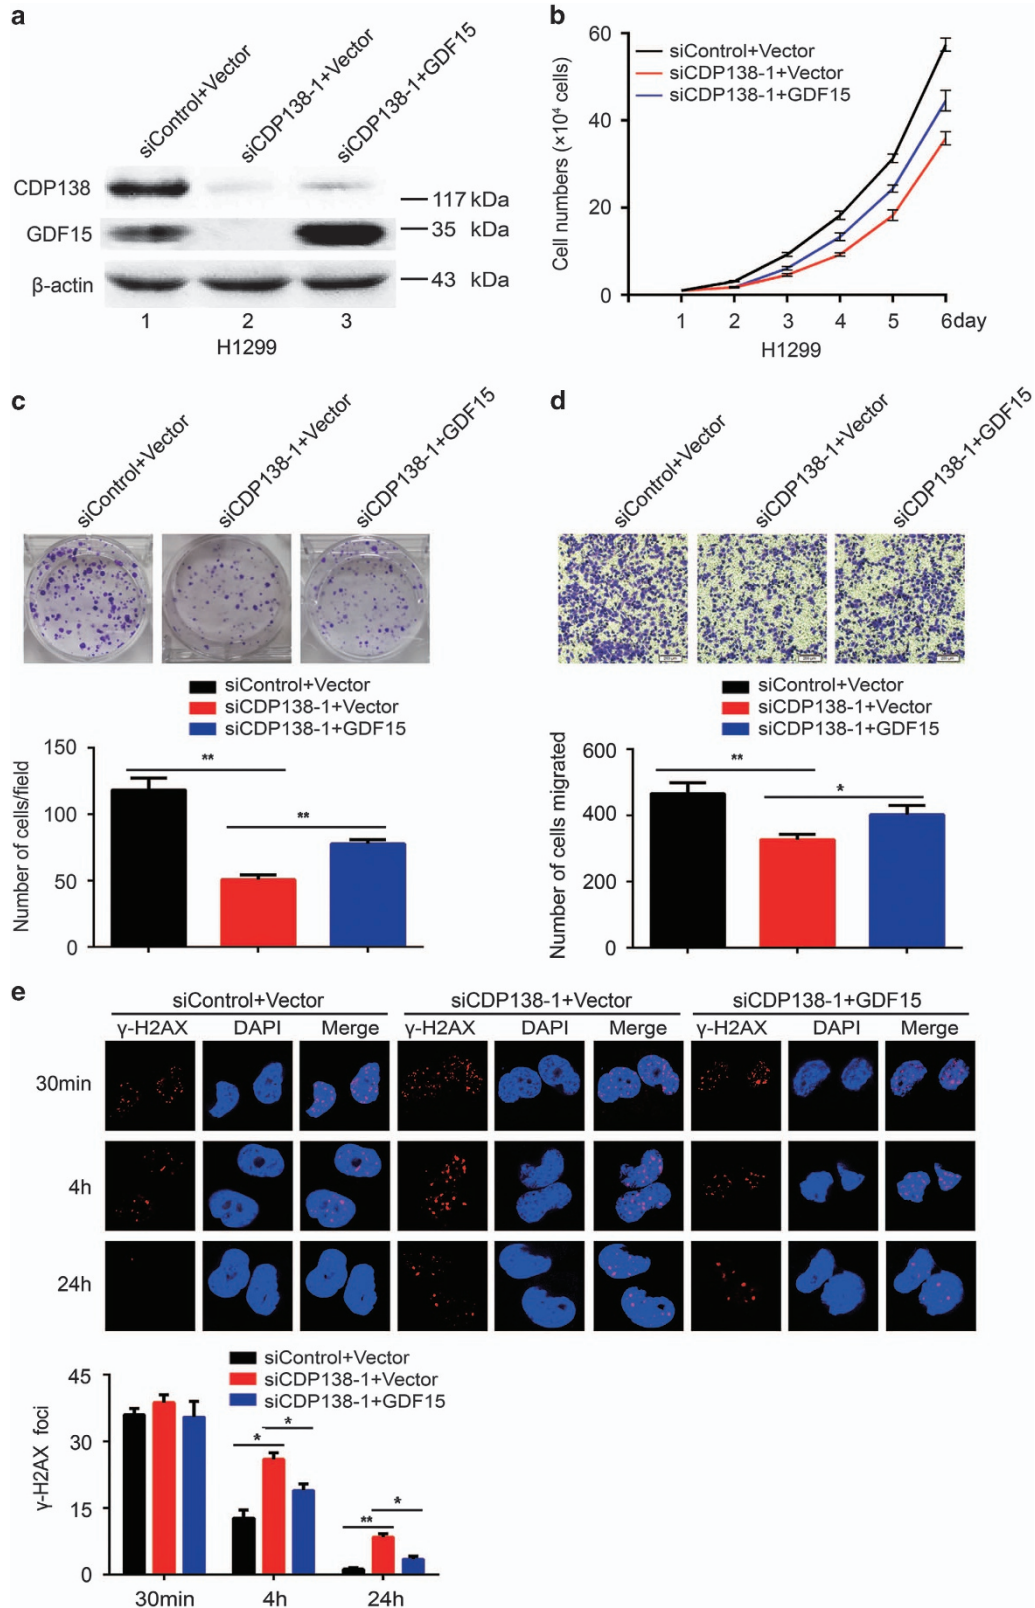 a
siControl+Vector
siCDP138-1+Vector
siCDP138-1+GDF15
CDP138
117 kDa
GDF15
35 kDa
β-actin
43 kDa
1 2 3
H1299
b
60
40
20
0
Cell numbers (×10⁴ cells)
siControl+Vector
siCDP138-1+Vector
siCDP138-1+GDF15
1 2 3 4 5 6day
H1299
c
siControl+Vector
siCDP138-1+Vector
siCDP138-1+GDF15
siControl+Vector
siCDP138-1+Vector
siCDP138-1+GDF15
Number of cells/field
150
100
50
0
**
**
d
siControl+Vector
siCDP138-1+Vector
siCDP138-1+GDF15
siControl+Vector
siCDP138-1+Vector
siCDP138-1+GDF15
Number of cells migrated
600
400
200
0
**
*
e
siControl+Vector siCDP138-1+Vector siCDP138-1+GDF15
γ-H2AX DAPI Merge γ-H2AX DAPI Merge γ-H2AX DAPI Merge
30min
4h
24h
siControl+Vector
siCDP138-1+Vector
siCDP138-1+GDF15
γ-H2AX foci
45
30
15
0
*
*
**
*
30min 4h 24h